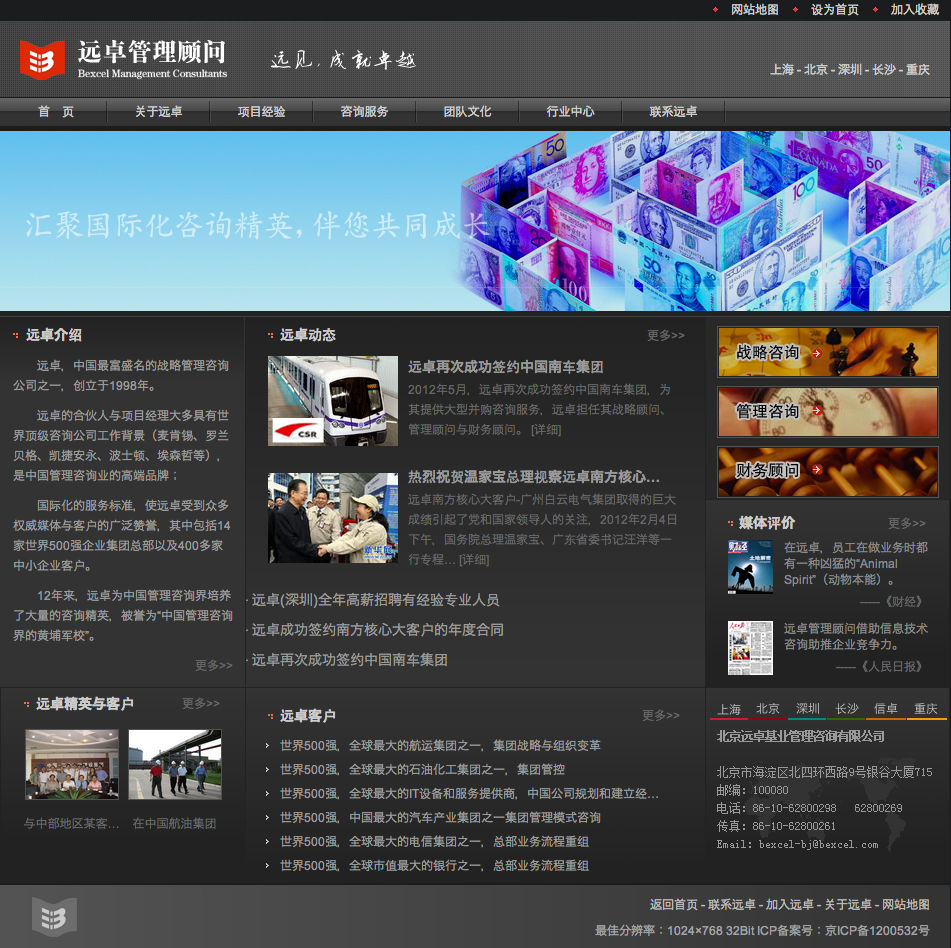 网站地图 设为首页 加入收藏
远卓管理顾问
Bexcel Management Consultants
远见.成就卓越
上海 - 北京 - 深圳 - 长沙 - 重庆
首 页 关于远卓 项目经验 咨询服务 团队文化 行业中心 联系远卓
汇聚国际化咨询精英,伴您共同成长
50
50
100
50
100
远卓介绍
远卓，中国最富盛名的战略管理咨询
公司之一，创立于1998年。
远卓的合伙人与项目经理大多具有世
界顶级咨询公司工作背景（麦肯锡、罗兰
贝格、凯捷安永、波士顿、埃森哲等），
是中国管理咨询业的高端品牌；
国际化的服务标准，使远卓受到众多
权威媒体与客户的广泛赞誉，其中包括14
家世界500强企业集团总部以及400多家
中小企业客户。
12年来，远卓为中国管理咨询界培养
了大量的咨询精英，被誉为“中国管理咨询
界的黄埔军校”。
更多>>
远卓动态 更多>>
CSR
远卓再次成功签约中国南车集团
2012年5月，远卓再次成功签约中国南车集团，为
其提供大型并购咨询服务，远卓担任其战略顾问、
管理顾问与财务顾问。 [详细]
新华网
热烈祝贺温家宝总理视察远卓南方核心...
远卓南方核心大客户-广州白云电气集团取得的巨大
成绩引起了党和国家领导人的关注，2012年2月4日
下午，国务院总理温家宝、广东省委书记汪洋等一
行专程... [详细]
· 远卓(深圳)全年高薪招聘有经验专业人员
· 远卓成功签约南方核心大客户的年度合同
· 远卓再次成功签约中国南车集团
战略咨询
管理咨询
财务顾问
媒体评价 更多>>
在远卓，员工在做业务时都
有一种凶猛的“Animal
Spirit”（动物本能）。
——《财经》
人民日报
远卓管理顾问借助信息技术
咨询助推企业竞争力。
——《人民日报》
远卓精英与客户 更多>>
与中部地区某客... 在中国航油集团
远卓客户 更多>>
世界500强，全球最大的航运集团之一，集团战略与组织变革
世界500强，全球最大的石油化工集团之一，集团管控
世界500强，全球最大的IT设备和服务提供商，中国公司规划和建立经...
世界500强，中国最大的汽车产业集团之一集团管理模式咨询
世界500强，全球最大的电信集团之一，总部业务流程重组
世界500强，全球市值最大的银行之一，总部业务流程重组
上海 北京 深圳 长沙 信卓 重庆
北京远卓基业管理咨询有限公司
北京市海淀区北四环西路9号银谷大厦715
邮编：100080
电话：86-10-62800298 62800269
传真：86-10-62800261
Email：bexcel-bj@bexcel.com
返回首页 - 联系远卓 - 加入远卓 - 关于远卓 - 网站地图
最佳分辨率：1024×768 32Bit ICP备案号：京ICP备1200532号